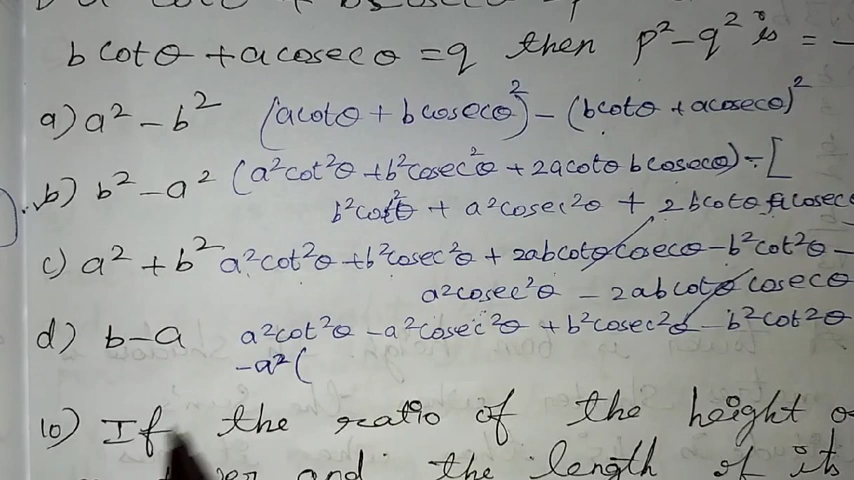 b cotθ + a cosecθ = q then p² - q² is = -
a) a² - b² (a cotθ + b cosecθ)² - (b cotθ + a cosecθ)²
b) b² - a² (a²cot²θ + b²cosec²θ + 2a cotθ b cosecθ) - [
b²cot²θ + a²cosec²θ + 2b cotθ a cosec
c) a² + b² a²cot²θ + b²cosec²θ + 2ab cotθ cosecθ - b²cot²θ -
a²cosec²θ - 2ab cotθ cosecθ
d) b - a a²cot²θ - a²cosec²θ + b²cosec²θ - b²cot²θ
-a²(
10) If the ratio of the height
and the length of its